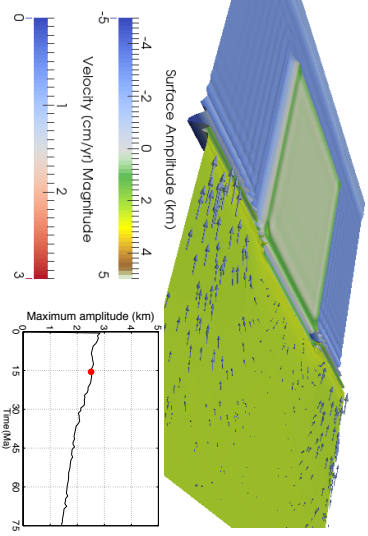 Surface Amplitude (km)
-5 -4 -2 0 2 4 5
Velocity (cm/yr) Magnitude
0 1 2 3
Maximum amplitude (km)
0 1 2 3 4 5
0 15 30 45 60 75
Time(Ma)